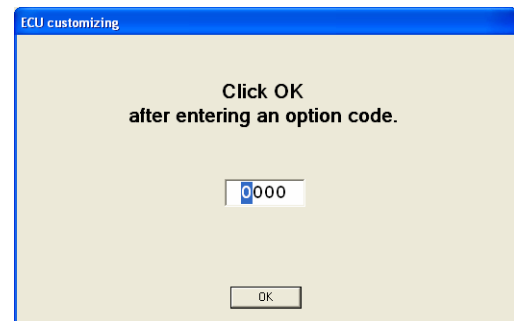 ECU customizing
Click OK
after entering an option code.
0000
OK